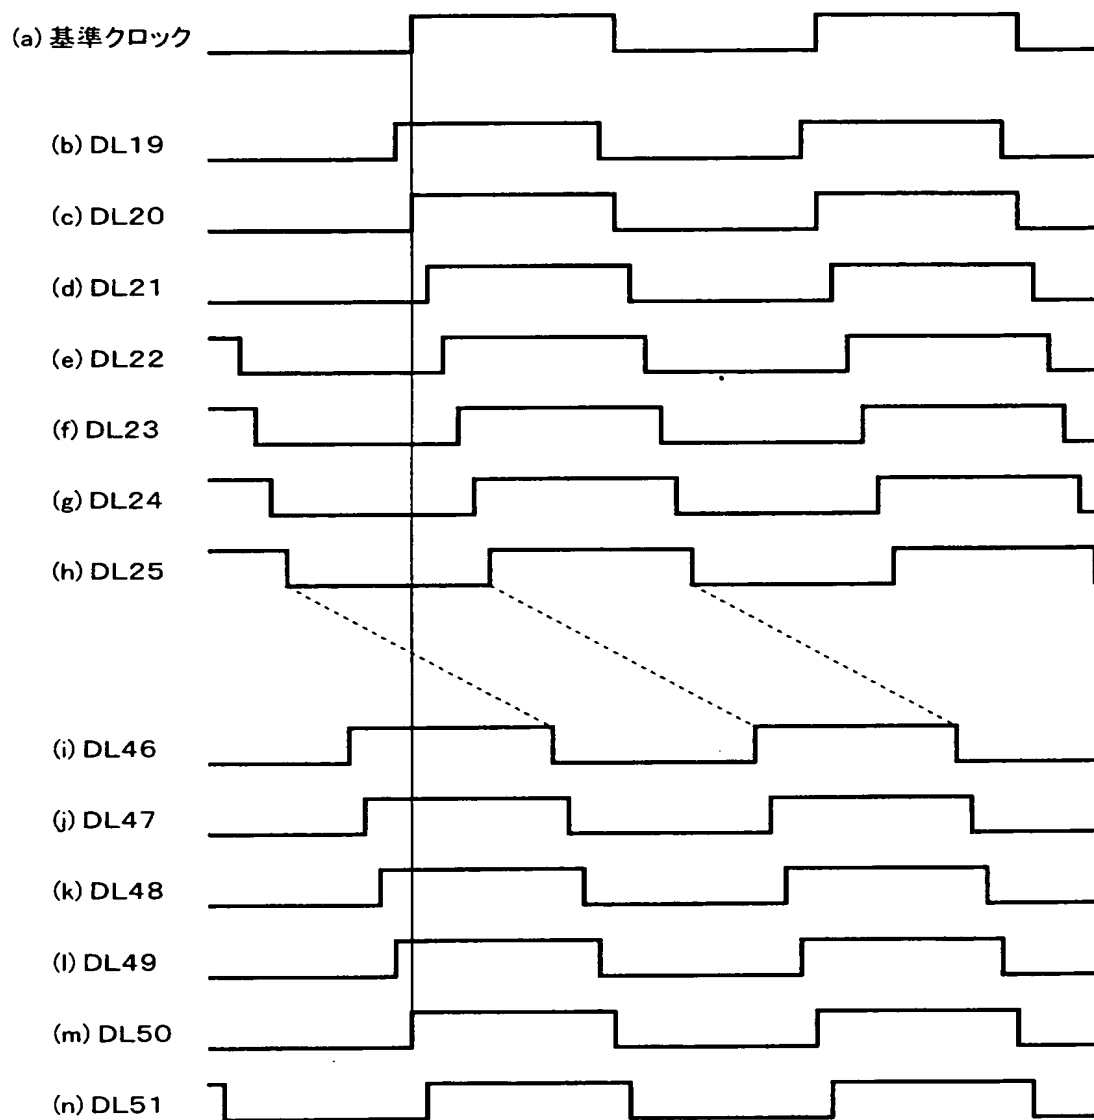 (a) 基準クロック
(b) DL19
(c) DL20
(d) DL21
(e) DL22
(f) DL23
(g) DL24
(h) DL25
(i) DL46
(j) DL47
(k) DL48
(l) DL49
(m) DL50
(n) DL51